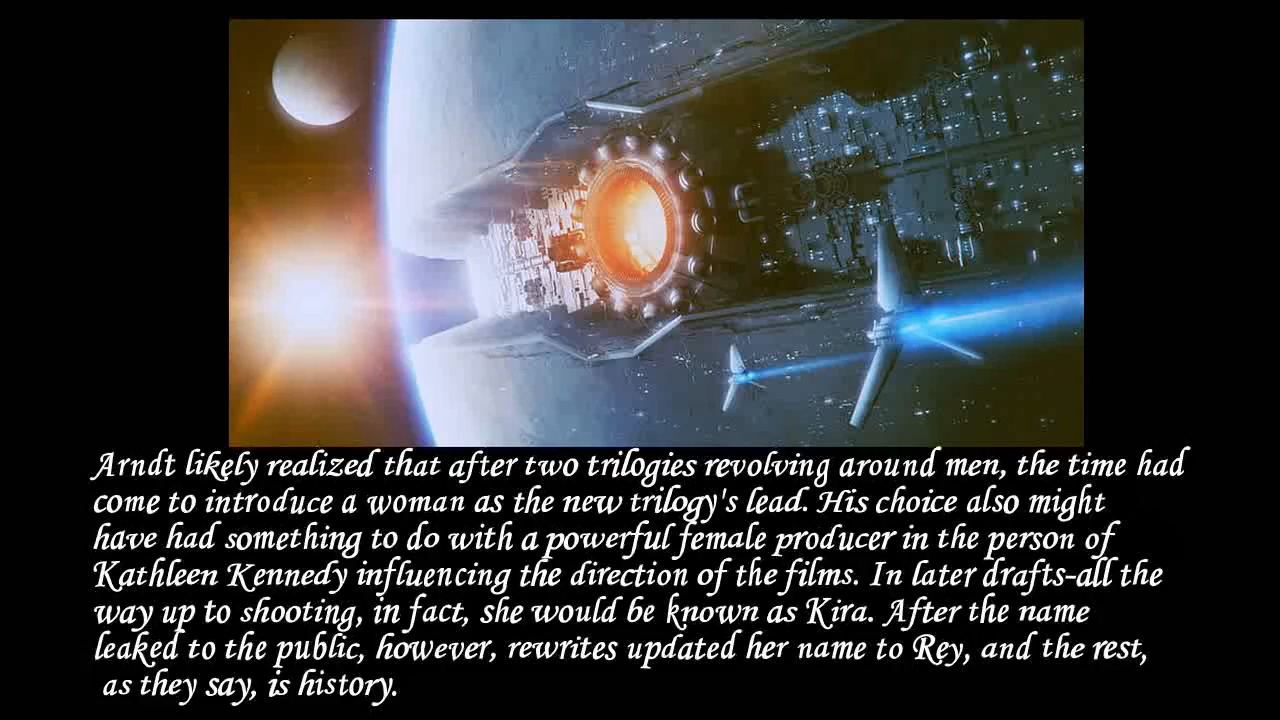 Arndt likely realized that after two trilogies revolving around men, the time had
come to introduce a woman as the new trilogy's lead. His choice also might
have had something to do with a powerful female producer in the person of
Kathleen Kennedy influencing the direction of the films. In later drafts-all the
way up to shooting, in fact, she would be known as Kira. After the name
leaked to the public, however, rewrites updated her name to Rey, and the rest,
as they say, is history.